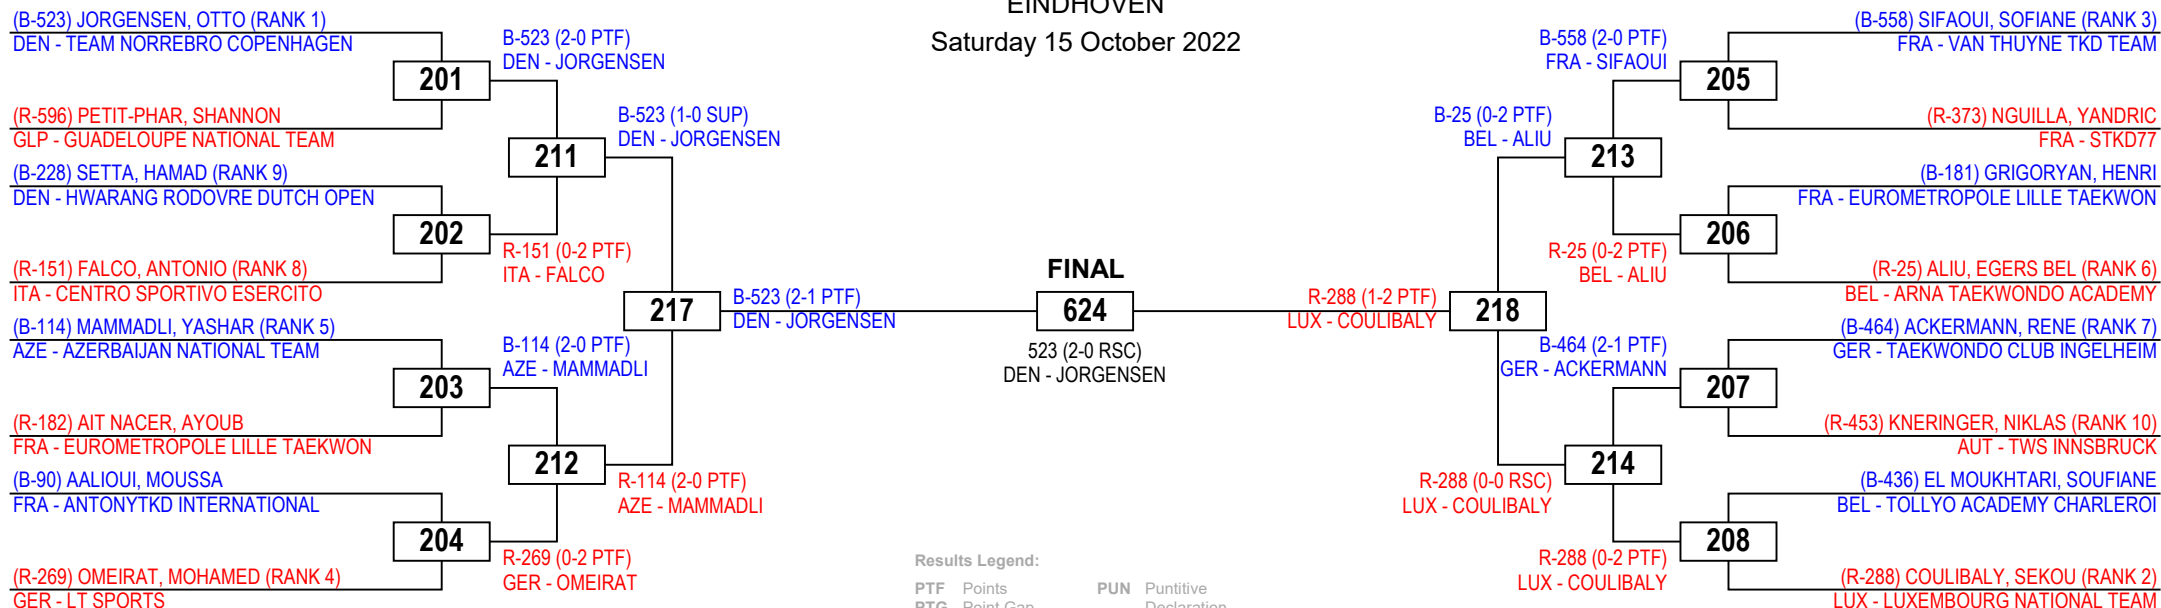 EINDHOVEN
Saturday 15 October 2022
(B-523) JORGENSEN, OTTO (RANK 1)
DEN - TEAM NORREBRO COPENHAGEN
201
(R-596) PETIT-PHAR, SHANNON
GLP - GUADELOUPE NATIONAL TEAM
(B-228) SETTA, HAMAD (RANK 9)
DEN - HWARANG RODOVRE DUTCH OPEN
202
(R-151) FALCO, ANTONIO (RANK 8)
ITA - CENTRO SPORTIVO ESERCITO
(B-114) MAMMADLI, YASHAR (RANK 5)
AZE - AZERBAIJAN NATIONAL TEAM
203
(R-182) AIT NACER, AYOUB
FRA - EUROMETROPOLE LILLE TAEKWON
(B-90) AALIOUI, MOUSSA
FRA - ANTONYTKD INTERNATIONAL
204
(R-269) OMEIRAT, MOHAMED (RANK 4)
GER - LT SPORTS
B-523 (2-0 PTF)
DEN - JORGENSEN
211
R-151 (0-2 PTF)
ITA - FALCO
B-114 (2-0 PTF)
AZE - MAMMADLI
212
R-269 (0-2 PTF)
GER - OMEIRAT
B-523 (1-0 SUP)
DEN - JORGENSEN
217
R-114 (2-0 PTF)
AZE - MAMMADLI
B-523 (2-1 PTF)
DEN - JORGENSEN
FINAL
624
523 (2-0 RSC)
DEN - JORGENSEN
R-288 (1-2 PTF)
LUX - COULIBALY
B-25 (0-2 PTF)
BEL - ALIU
218
R-288 (0-0 RSC)
LUX - COULIBALY
B-558 (2-0 PTF)
FRA - SIFAOUI
213
R-25 (0-2 PTF)
BEL - ALIU
B-464 (2-1 PTF)
GER - ACKERMANN
214
R-288 (0-2 PTF)
LUX - COULIBALY
(B-558) SIFAOUI, SOFIANE (RANK 3)
FRA - VAN THUYNE TKD TEAM
205
(R-373) NGUILLA, YANDRIC
FRA - STKD77
(B-181) GRIGORYAN, HENRI
FRA - EUROMETROPOLE LILLE TAEKWON
206
(R-25) ALIU, EGERS BEL (RANK 6)
BEL - ARNA TAEKWONDO ACADEMY
(B-464) ACKERMANN, RENE (RANK 7)
GER - TAEKWONDO CLUB INGELHEIM
207
(R-453) KNERINGER, NIKLAS (RANK 10)
AUT - TWS INNSBRUCK
(B-436) EL MOUKHTARI, SOUFIANE
BEL - TOLLYO ACADEMY CHARLEROI
208
(R-288) COULIBALY, SEKOU (RANK 2)
LUX - LUXEMBOURG NATIONAL TEAM
Results Legend:
PTF Points PUN Puntitive
PTG Point Gap Declaration